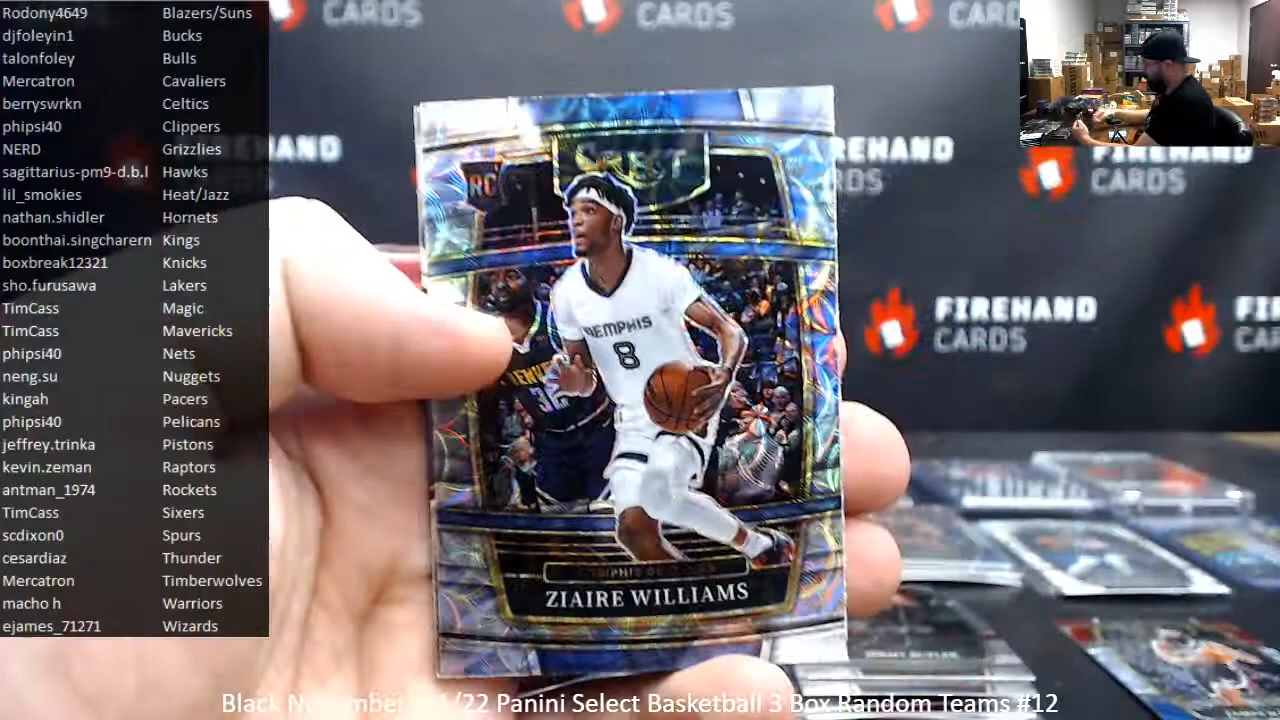 Rodony4649 Blazers/Suns
djfoleyin1 Bucks
talonfoley Bulls
Mercatron Cavaliers
berryswrkn Celtics
phipsi40 Clippers
NERD Grizzlies
sagittarius-pm9-d.b.l Hawks
lil_smokies Heat/Jazz
nathan.shidler Hornets
boonthai.singcharern Kings
boxbreak12321 Knicks
sho.furusawa Lakers
TimCass Magic
TimCass Mavericks
phipsi40 Nets
neng.su Nuggets
kingah Pacers
phipsi40 Pelicans
jeffrey.trinka Pistons
kevin.zeman Raptors
antman_1974 Rockets
TimCass Sixers
scdixon0 Spurs
cesardiaz Thunder
Mercatron Timberwolves
macho h Warriors
ejames_71271 Wizards
CARDS
CARDS
CARDS
FIREHAND
CARDS
FIREHAND
CARDS
FIREHAND
CARDS
SELECT
RC
MEMPHIS
8
32
ZIAIRE WILLIAMS
Black November /22 Panini Select Basketball 3 Box Random Teams #12